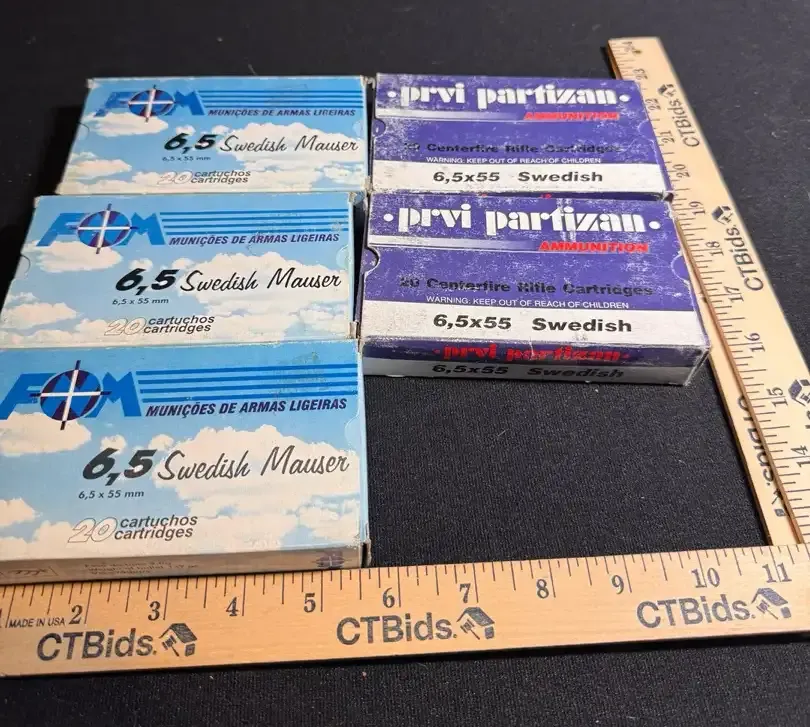 FNM
MUNIÇÕES DE ARMAS LIGEIRAS
6,5 Swedish Mauser
6,5 x 55 mm
20 cartuchos
cartridges
·prvi partizan·
AMMUNITION
20 Centerfire Rifle Cartridges
WARNING: KEEP OUT OF REACH OF CHILDREN
6,5x55 Swedish
FNM
MUNIÇÕES DE ARMAS LIGEIRAS
6,5 Swedish Mauser
6,5 x 55 mm
20 cartuchos
cartridges
·prvi partizan·
AMMUNITION
20 Centerfire Rifle Cartridges
WARNING: KEEP OUT OF REACH OF CHILDREN
6,5x55 Swedish
·prvi partizan·
6,5x55 Swedish
FNM
MUNIÇÕES DE ARMAS LIGEIRAS
6,5 Swedish Mauser
6,5 x 55 mm
20 cartuchos
cartridges
24 23 22 21 20 19 18 17 16 15 14
CTBids.
CTBids.
CTBids.
1 2 3 4 5 6 7 8 9 10 11
MADE IN USA
CTBids.
CTBids.
CTBids.